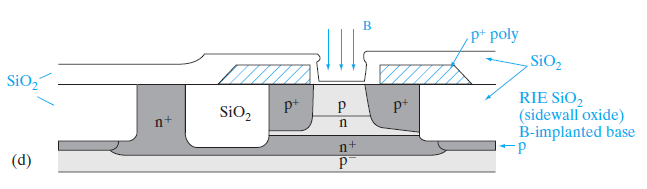 B
p+ poly
SiO₂
SiO₂
RIE SiO₂
(sidewall oxide)
B-implanted base
p
n+
SiO₂
p+
p
n
p+
n+
p−
(d)